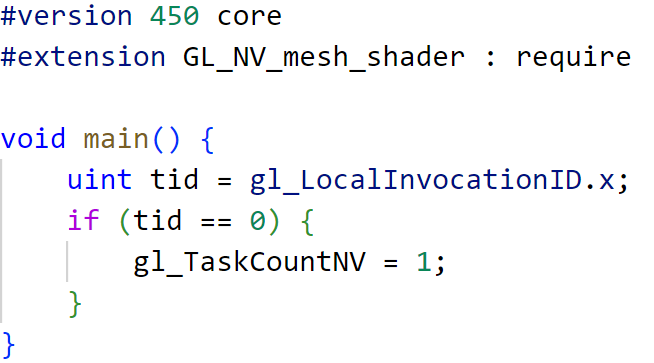 #version 450 core
#extension GL_NV_mesh_shader : require
void main() {
uint tid = gl_LocalInvocationID.x;
if (tid == 0) {
gl_TaskCountNV = 1;
}
}